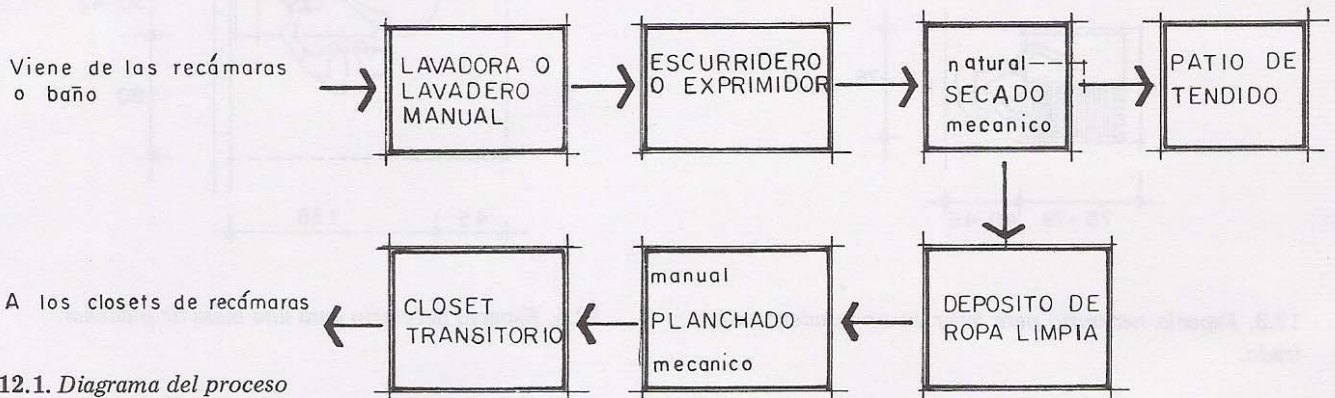 Viene de las recámaras
o baño
LAVADORA O
LAVADERO
MANUAL
ESCURRIDERO
O EXPRIMIDOR
natural
SECADO
mecanico
PATIO DE
TENDIDO
A los closets de recámaras
CLOSET
TRANSITORIO
manual
PLANCHADO
mecanico
DEPOSITO DE
ROPA LIMPIA
12.1. Diagrama del proceso